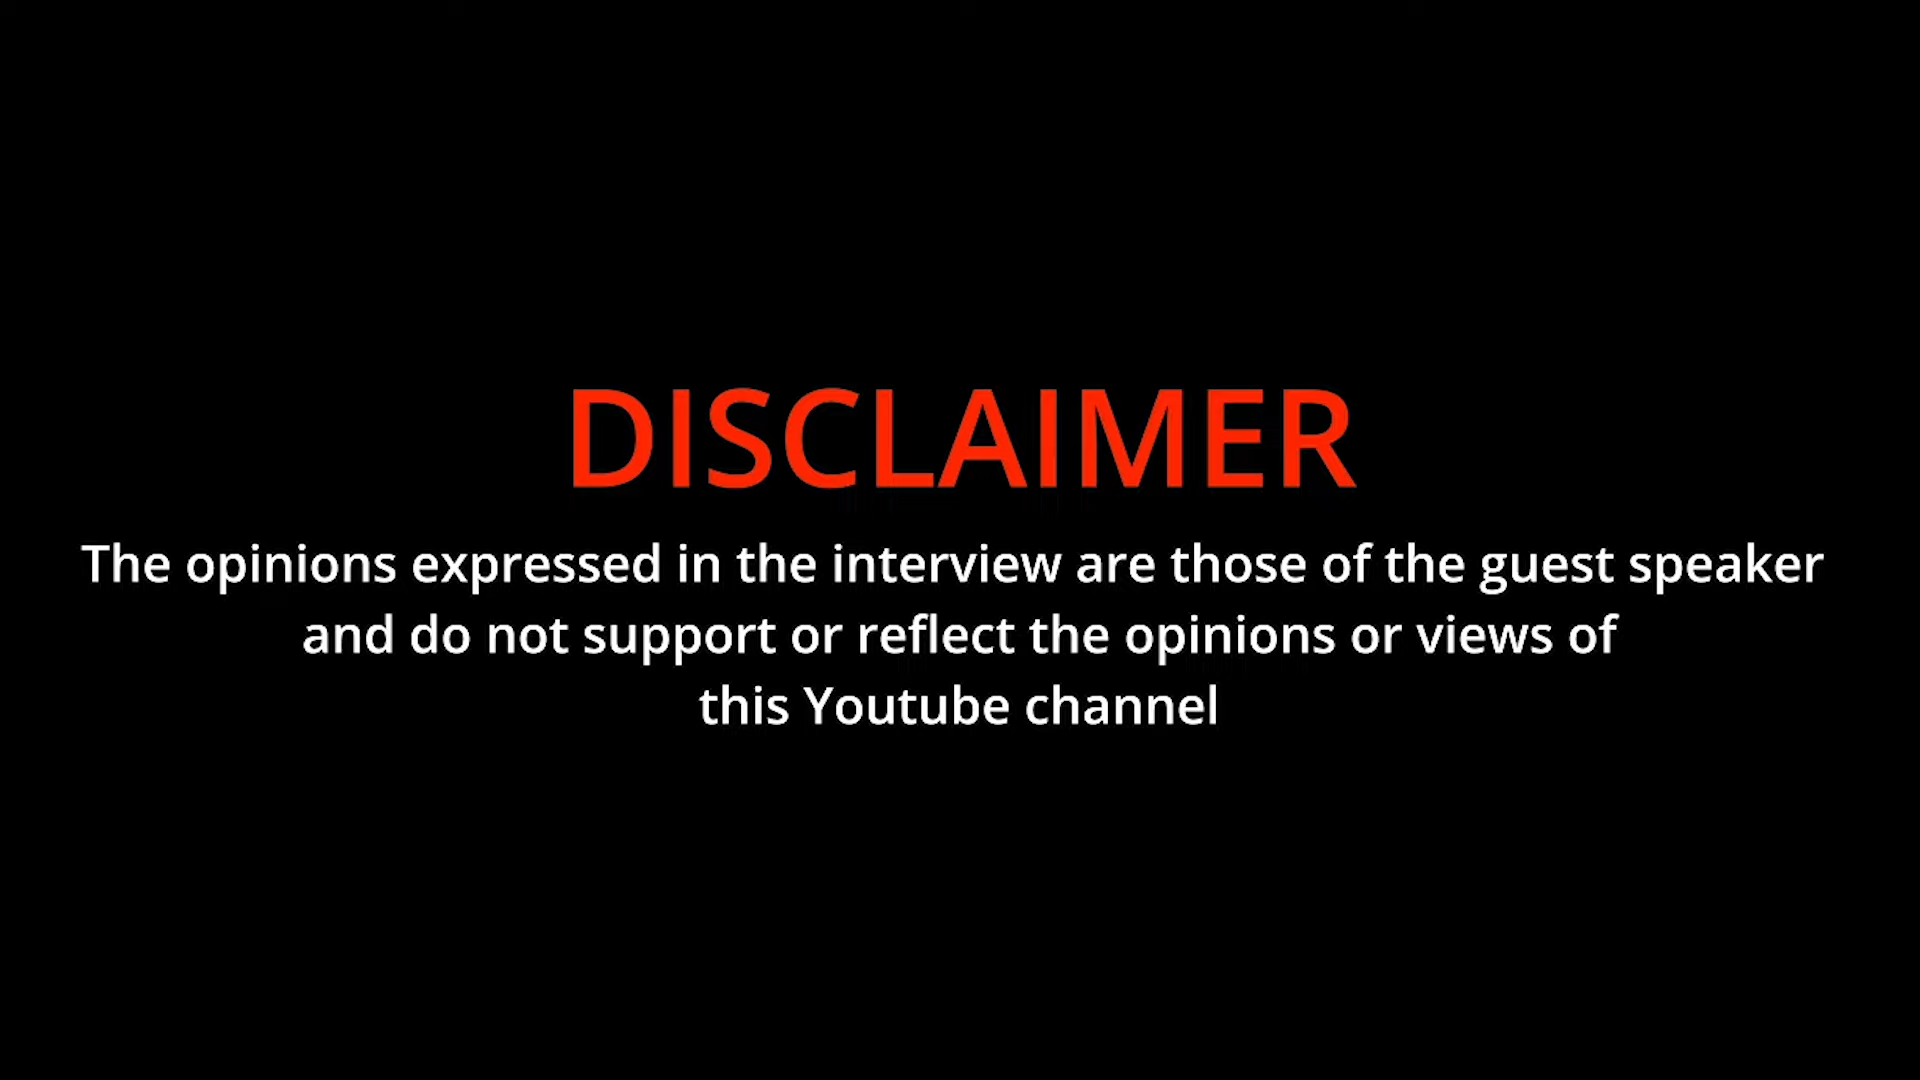 DISCLAIMER
The opinions expressed in the interview are those of the guest speaker
and do not support or reflect the opinions or views of
this Youtube channel